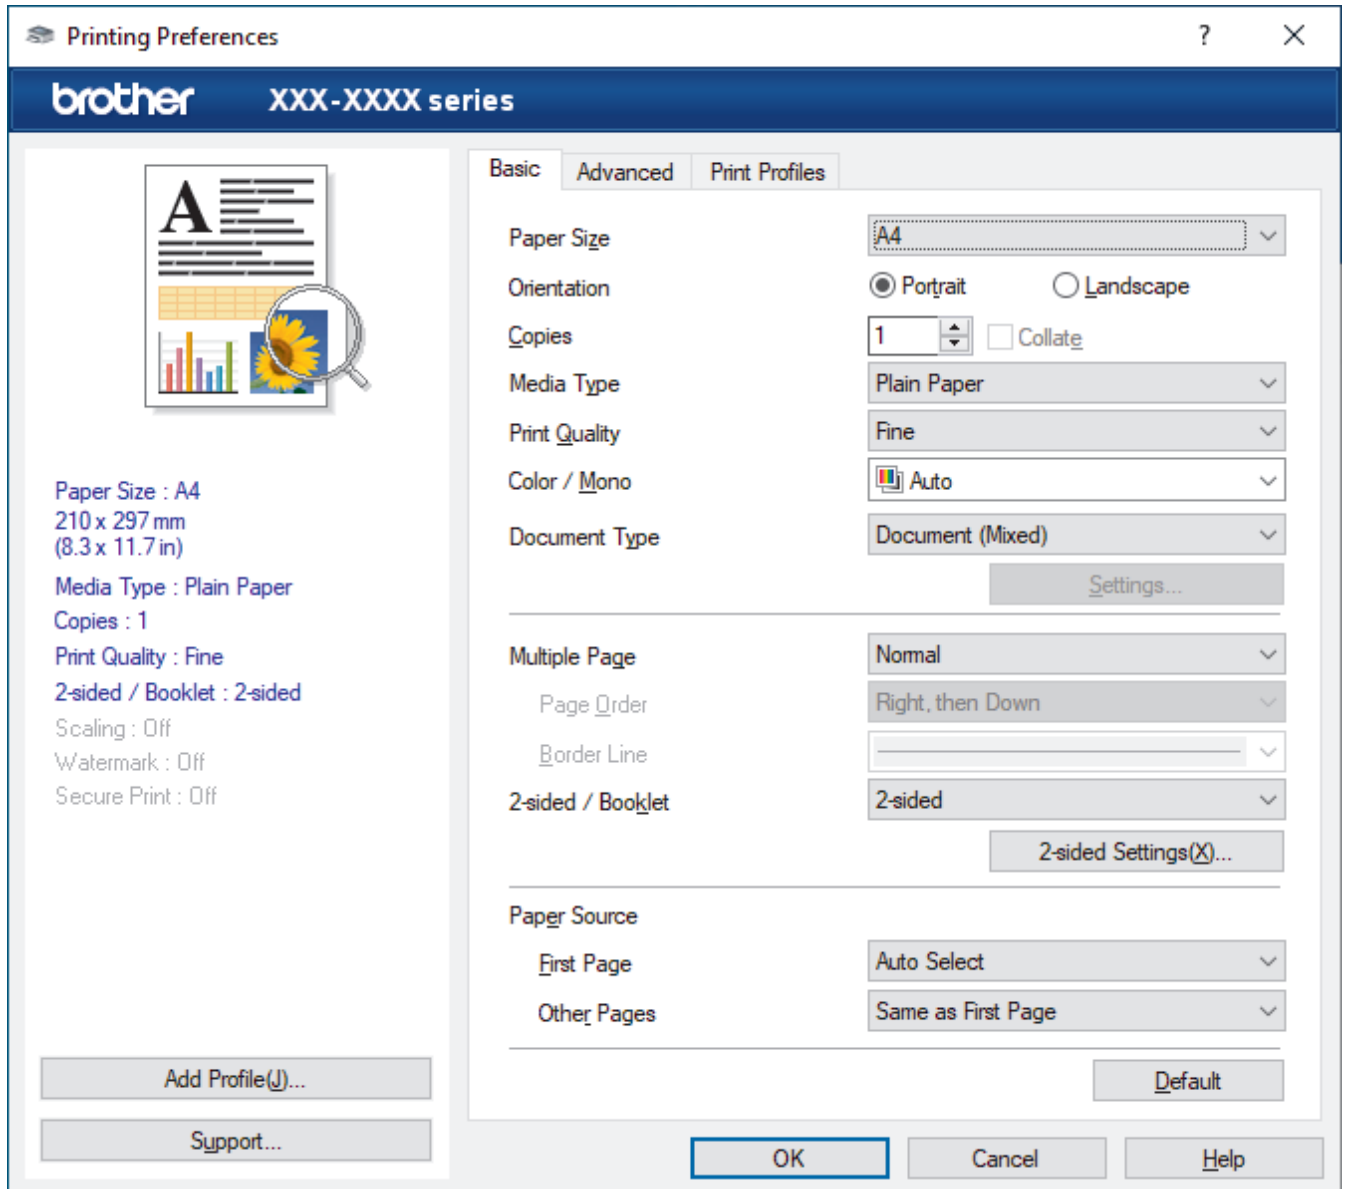 Printing Preferences ?
brother XXX-XXXX series
A
Paper Size : A4
210 x 297 mm
(8.3 x 11.7 in)
Media Type : Plain Paper
Copies : 1
Print Quality : Fine
2-sided / Booklet : 2-sided
Scaling : Off
Watermark : Off
Secure Print : Off
Add Profile(J)...
Support...
Basic Advanced Print Profiles
Paper Size A4
Orientation Portrait Landscape
Copies 1 Collate
Media Type Plain Paper
Print Quality Fine
Color / Mono Auto
Document Type Document (Mixed)
Settings...
Multiple Page Normal
Page Order Right, then Down
Border Line
2-sided / Booklet 2-sided
2-sided Settings(X)...
Paper Source
First Page Auto Select
Other Pages Same as First Page
Default
OK Cancel Help